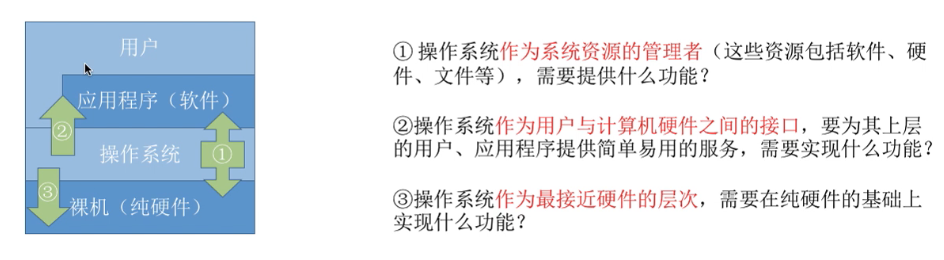 用户
应用程序（软件）
②
操作系统
①
③
裸机（纯硬件）
① 操作系统作为系统资源的管理者（这些资源包括软件、硬
件、文件等），需要提供什么功能？
②操作系统作为用户与计算机硬件之间的接口，要为其上层
的用户、应用程序提供简单易用的服务，需要实现什么功能？
③操作系统作为最接近硬件的层次，需要在纯硬件的基础上
实现什么功能？